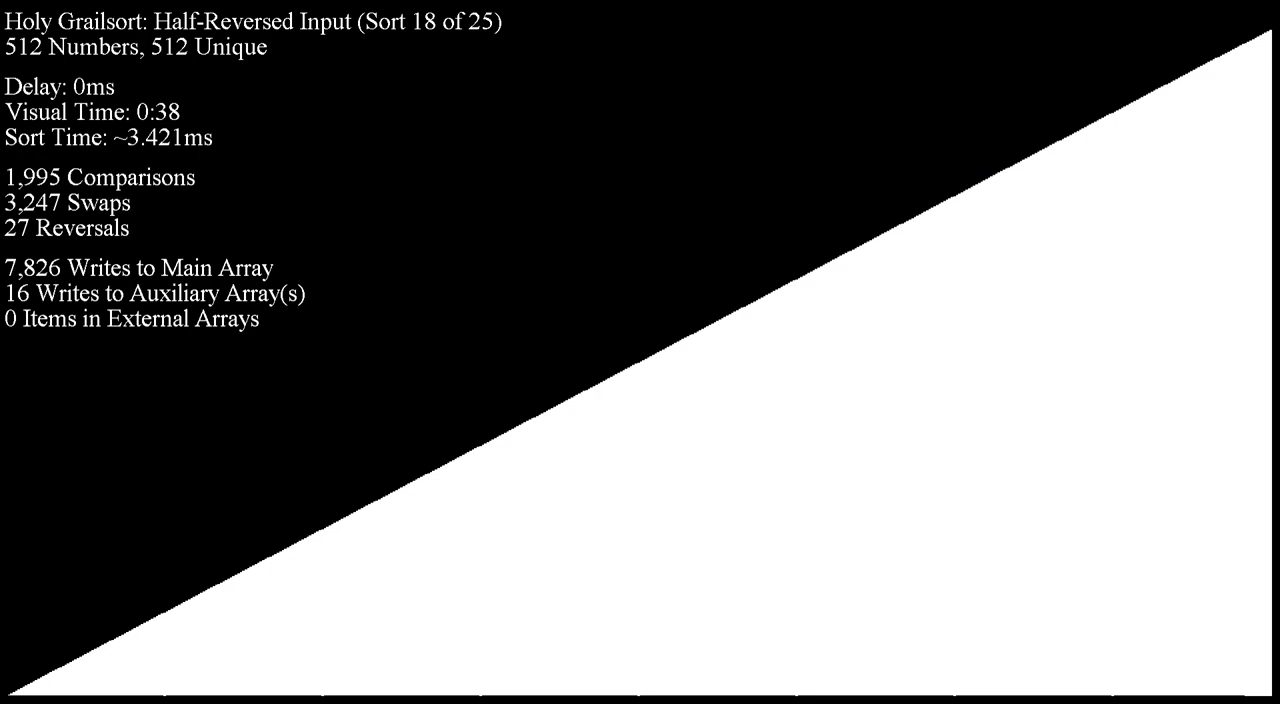 Holy Grailsort: Half-Reversed Input (Sort 18 of 25)
512 Numbers, 512 Unique
Delay: 0ms
Visual Time: 0:38
Sort Time: ~3.421ms
1,995 Comparisons
3,247 Swaps
27 Reversals
7,826 Writes to Main Array
16 Writes to Auxiliary Array(s)
0 Items in External Arrays